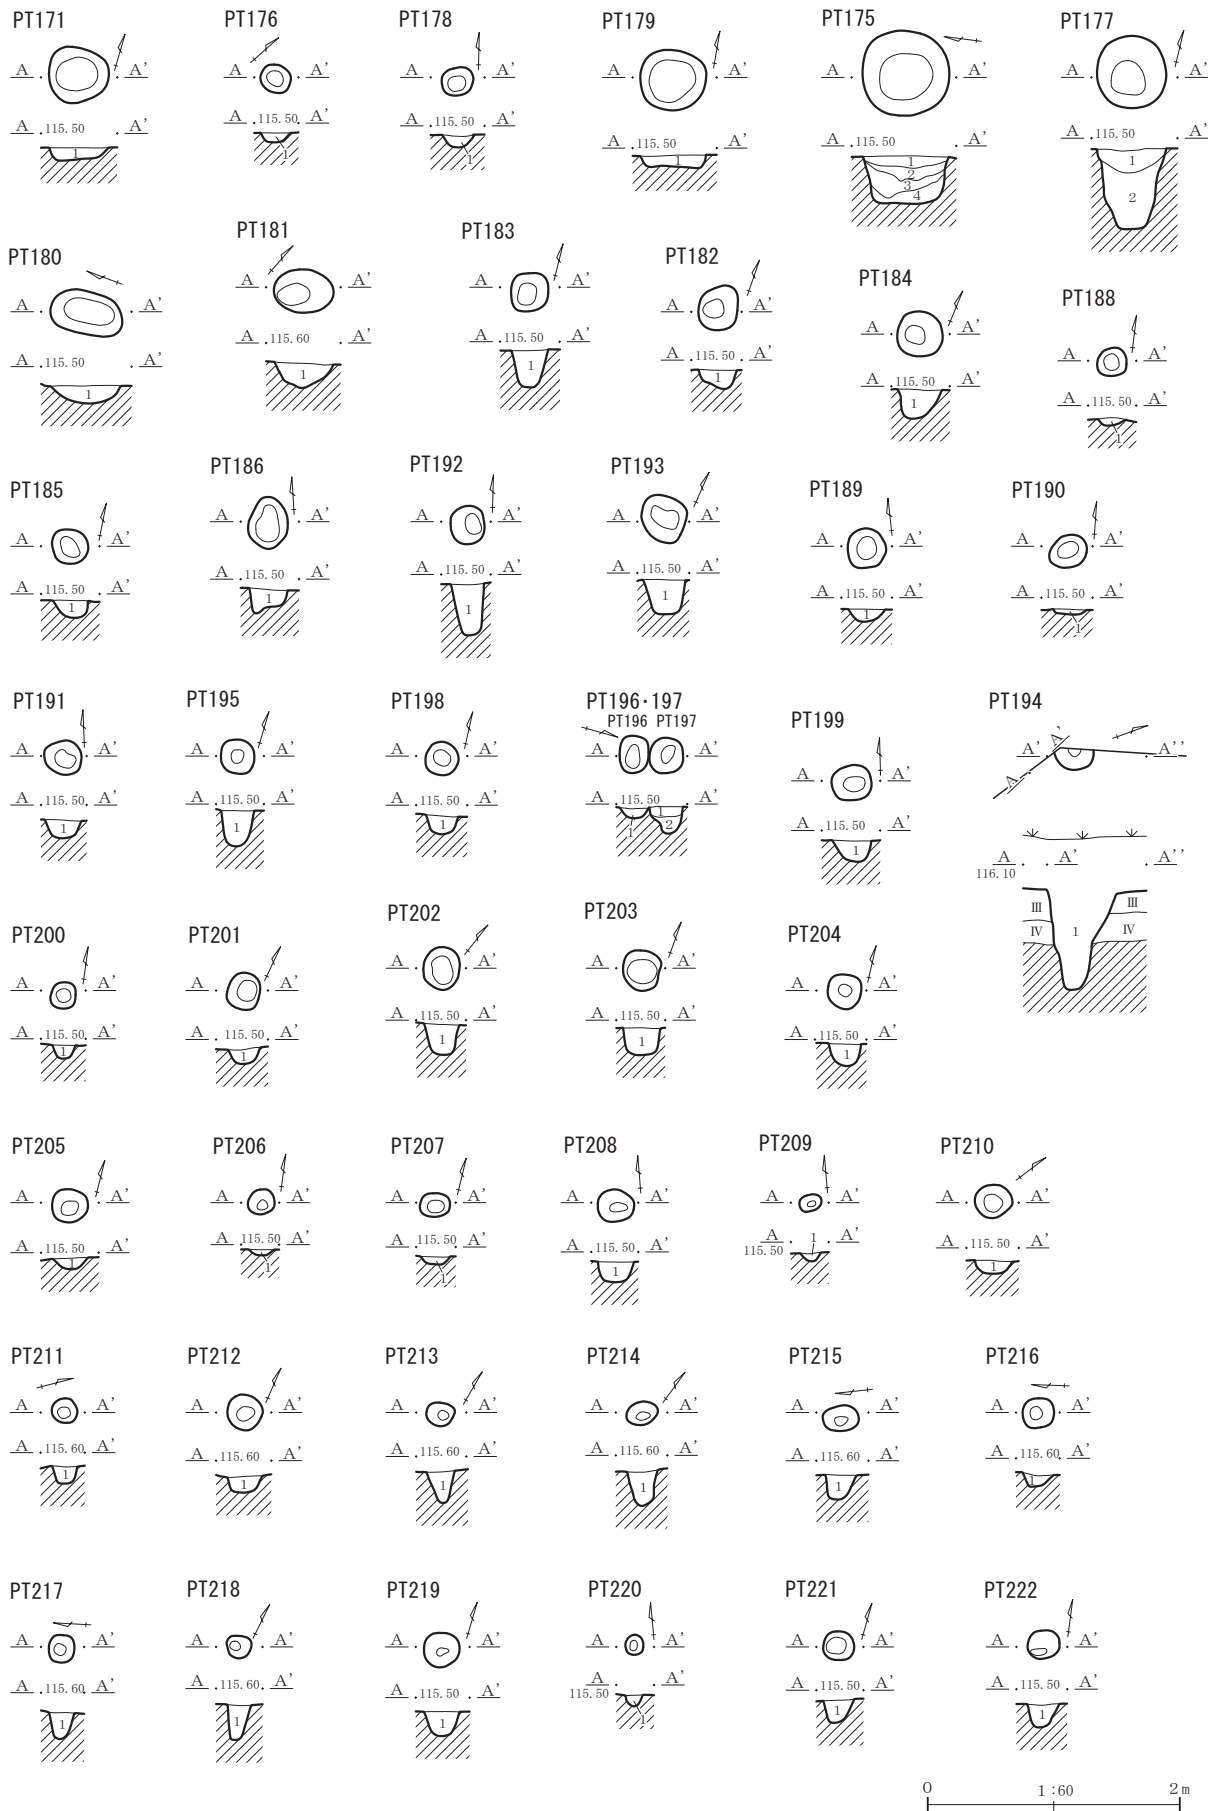 PT171
A A'
A 115.50 A'
1
PT176
A A'
A 115.50 A'
1
PT178
A A'
A 115.50 A'
1
PT179
A A'
A 115.50 A'
1
PT175
A A'
A 115.50 A'
1
2
3
4
PT177
A A'
A 115.50 A'
1
2
PT180
A A'
A 115.50 A'
1
PT181
A A'
A 115.60 A'
1
PT183
A A'
A 115.50 A'
1
PT182
A A'
A 115.50 A'
1
PT184
A A'
A 115.50 A'
1
PT188
A A'
A 115.50 A'
1
PT185
A A'
A 115.50 A'
1
PT186
A A'
A 115.50 A'
1
PT192
A A'
A 115.50 A'
1
PT193
A A'
A 115.50 A'
1
PT189
A A'
A 115.50 A'
1
PT190
A A'
A 115.50 A'
1
PT191
A A'
A 115.50 A'
1
PT195
A A'
A 115.50 A'
1
PT198
A A'
A 115.50 A'
1
PT196・197
PT196 PT197
A A'
A 115.50 A'
1
1
2
PT199
A A'
A 115.50 A'
1
PT194
A A' A' A''
A A' A''
116.10
III III
IV 1 IV
PT200
A A'
A 115.50 A'
1
PT201
A A'
A 115.50 A'
1
PT202
A A'
A 115.50 A'
1
PT203
A A'
A 115.50 A'
1
PT204
A A'
A 115.50 A'
1
PT205
A A'
A 115.50 A'
1
PT206
A A'
A 115.50 A'
1
PT207
A A'
A 115.50 A'
1
PT208
A A'
A 115.50 A'
1
PT209
A A'
A 1 A'
115.50
PT210
A A'
A 115.50 A'
1
PT211
A A'
A 115.60 A'
1
PT212
A A'
A 115.60 A'
1
PT213
A A'
A 115.60 A'
1
PT214
A A'
A 115.60 A'
1
PT215
A A'
A 115.60 A'
1
PT216
A A'
A 115.60 A'
1
PT217
A A'
A 115.60 A'
1
PT218
A A'
A 115.60 A'
1
PT219
A A'
A 115.50 A'
1
PT220
A A'
A A'
115.50
1
PT221
A A'
A 115.50 A'
1
PT222
A A'
A 115.50 A'
1
0 1:60 2m